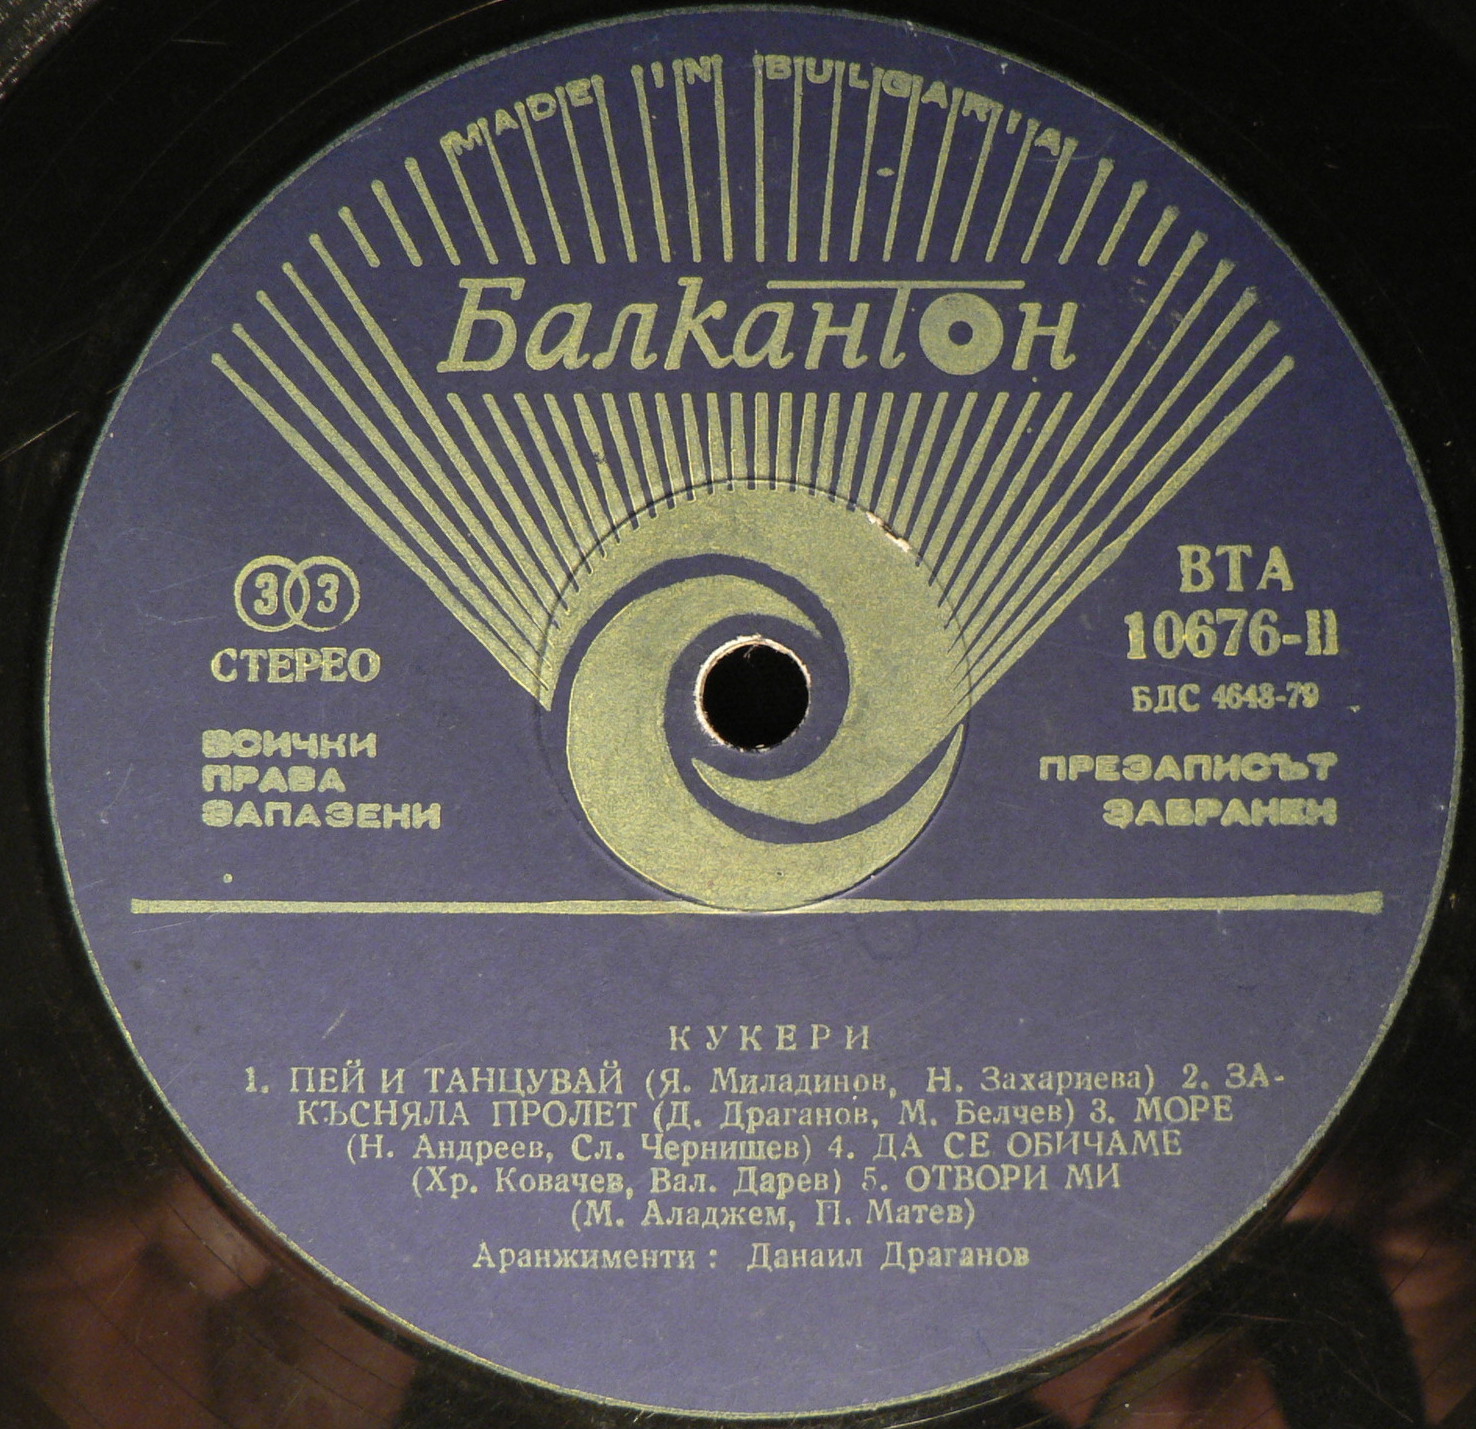 MADE IN BULGARIA
Балкантон
33
СТЕРЕО
ВСИЧКИ
ПРАВА
ЗАПАЗЕНИ
ВТА
10676-II
БДС 4648-79
ПРЕЗАПИСЪТ
ЗАБРАНЕН
КУКЕРИ
1. ПЕЙ И ТАНЦУВАЙ (Я. Миладинов, Н. Захариева) 2. ЗА-
КЪСНЯЛА ПРОЛЕТ (Д. Драганов, М. Белчев) 3. МОРЕ
(Н. Андреев, Сл. Чернишев) 4. ДА СЕ ОБИЧАМЕ
(Хр. Ковачев, Вал. Дарев) 5. ОТВОРИ МИ
(М. Аладжем, П. Матев)
Аранжименти : Данаил Драганов